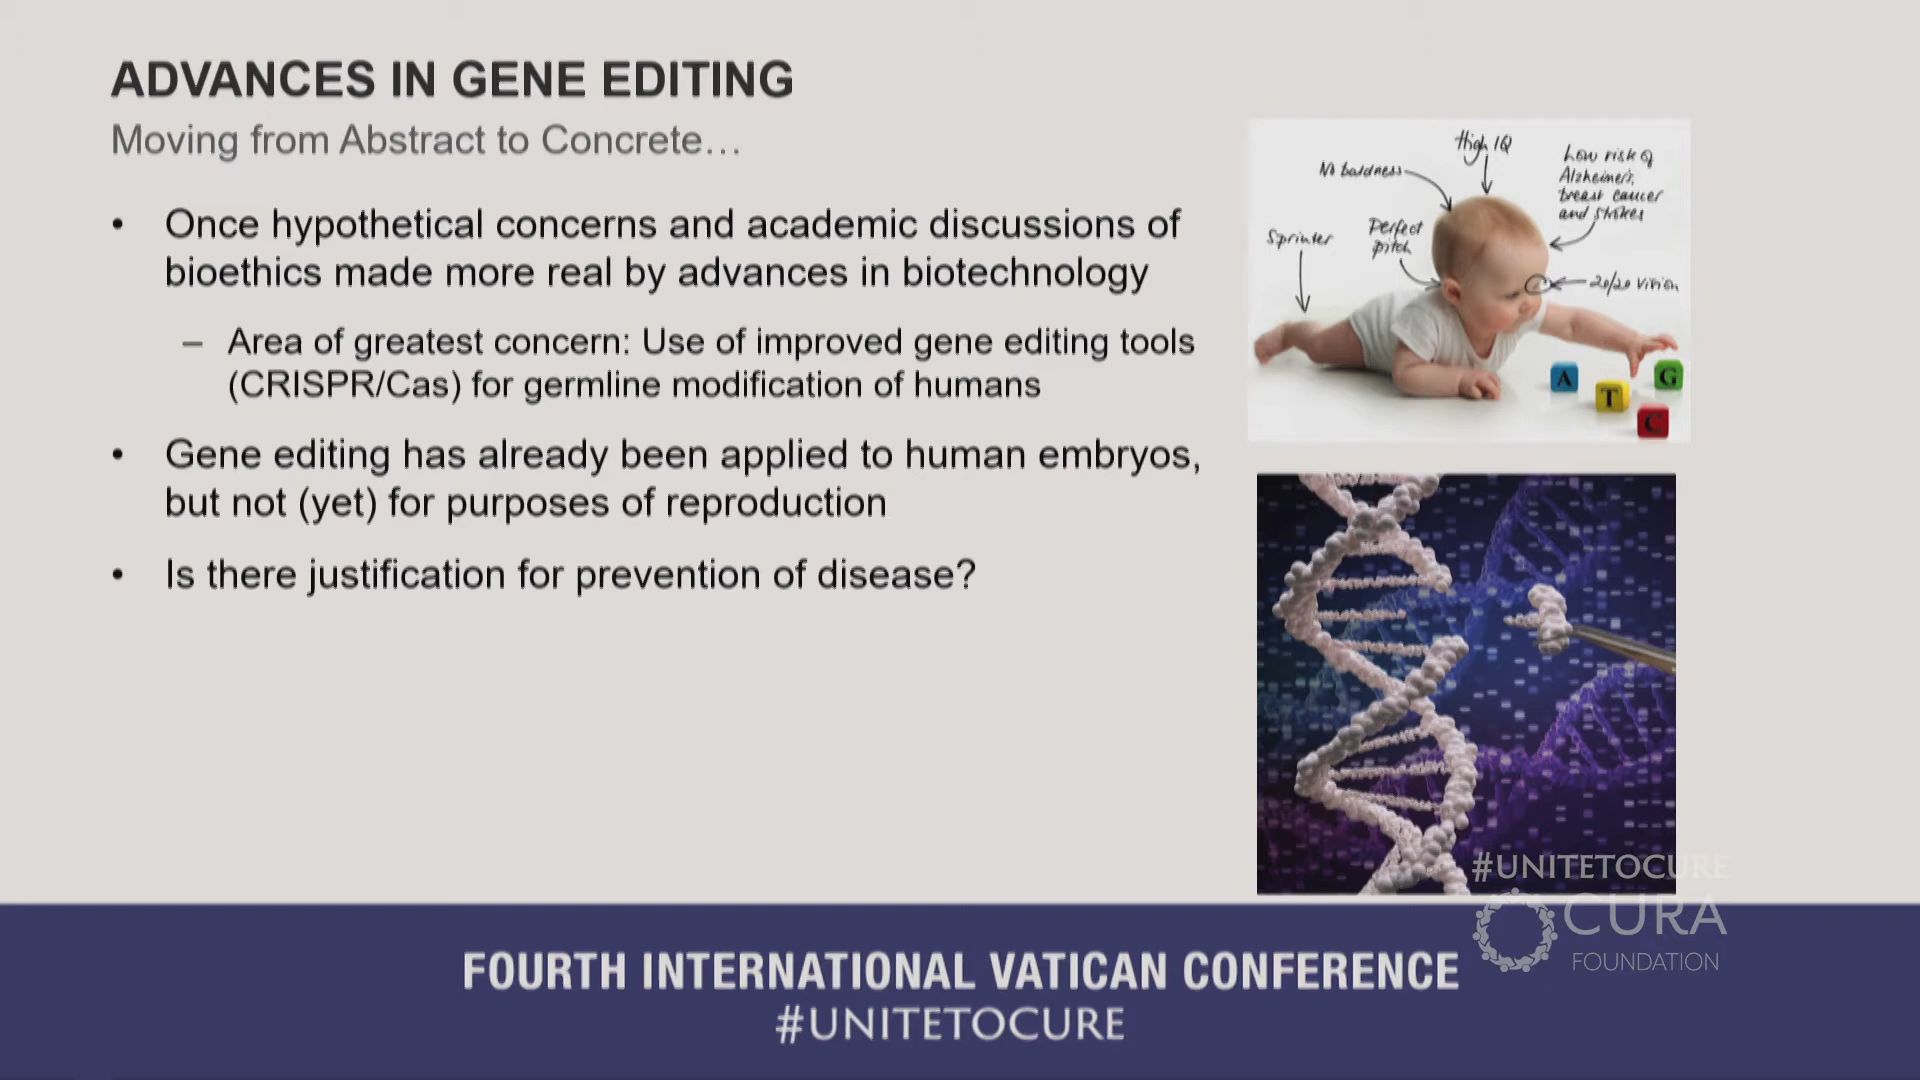 ADVANCES IN GENE EDITING
Moving from Abstract to Concrete…
• Once hypothetical concerns and academic discussions of
bioethics made more real by advances in biotechnology
– Area of greatest concern: Use of improved gene editing tools
(CRISPR/Cas) for germline modification of humans
• Gene editing has already been applied to human embryos,
but not (yet) for purposes of reproduction
• Is there justification for prevention of disease?
High IQ
No baldness
Low risk of
Alzheimer's,
breast cancer
and strokes
Sprinter
Perfect
pitch
20/20 vision
A
T
G
C
#UNITETOCURE
CURA
FOUNDATION
FOURTH INTERNATIONAL VATICAN CONFERENCE
#UNITETOCURE